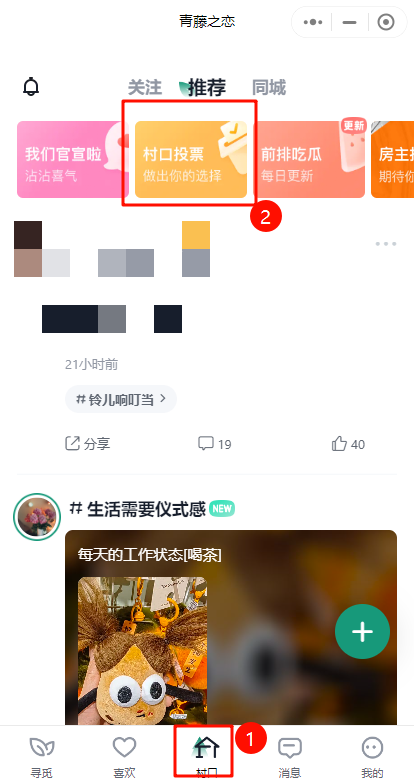 青藤之恋
关注 推荐 同城
更新
我们官宣啦 村口投票 前排吃瓜 房主招
沾沾喜气 做出你的选择 每日更新 期待你
2
21小时前
#铃儿响叮当 >
分享 19 40
#生活需要仪式感 NEW
每天的工作状态[喝茶]
1
寻觅 喜欢 村口 消息 我的